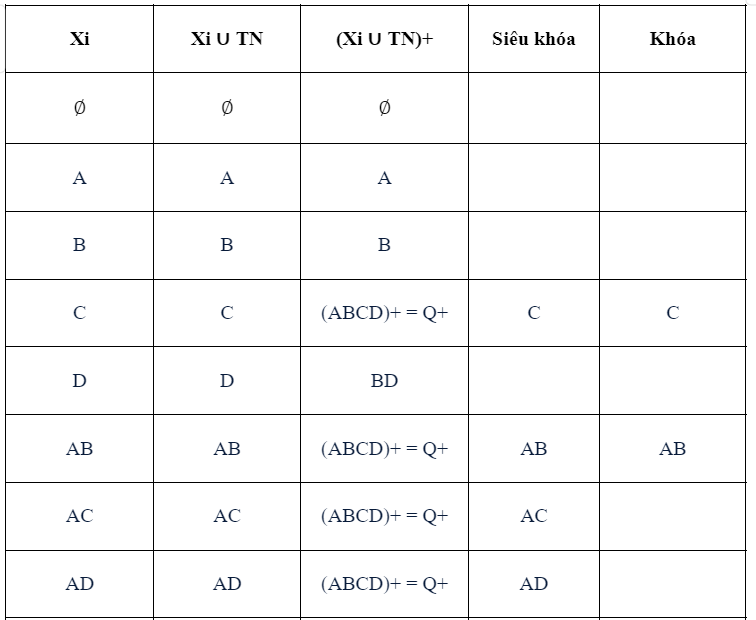 Xi Xi ∪ TN (Xi ∪ TN)+ Siêu khóa Khóa
∅ ∅ ∅
A A A
B B B
C C (ABCD)+ = Q+ C C
D D BD
AB AB (ABCD)+ = Q+ AB AB
AC AC (ABCD)+ = Q+ AC
AD AD (ABCD)+ = Q+ AD